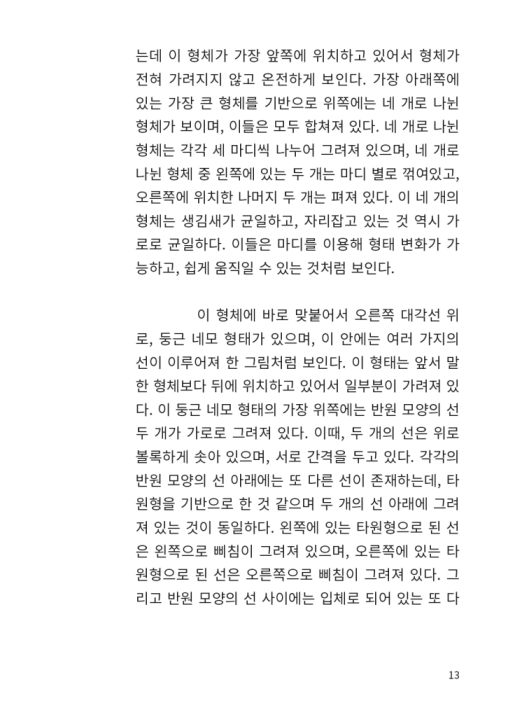 는데 이 형체가 가장 앞쪽에 위치하고 있어서 형체가
전혀 가려지지 않고 온전하게 보인다. 가장 아래쪽에
있는 가장 큰 형체를 기반으로 위쪽에는 네 개로 나뉜
형체가 보이며, 이들은 모두 합쳐져 있다. 네 개로 나뉜
형체는 각각 세 마디씩 나누어 그려져 있으며, 네 개로
나뉜 형체 중 왼쪽에 있는 두 개는 마디 별로 꺾여있고,
오른쪽에 위치한 나머지 두 개는 펴져 있다. 이 네 개의
형체는 생김새가 균일하고, 자리잡고 있는 것 역시 가
로로 균일하다. 이들은 마디를 이용해 형태 변화가 가
능하고, 쉽게 움직일 수 있는 것처럼 보인다.
이 형체에 바로 맞붙어서 오른쪽 대각선 위
로, 둥근 네모 형태가 있으며, 이 안에는 여러 가지의
선이 이루어져 한 그림처럼 보인다. 이 형태는 앞서 말
한 형체보다 뒤에 위치하고 있어서 일부분이 가려져 있
다. 이 둥근 네모 형태의 가장 위쪽에는 반원 모양의 선
두 개가 가로로 그려져 있다. 이때, 두 개의 선은 위로
볼록하게 솟아 있으며, 서로 간격을 두고 있다. 각각의
반원 모양의 선 아래에는 또 다른 선이 존재하는데, 타
원형을 기반으로 한 것 같으며 두 개의 선 아래에 그려
져 있는 것이 동일하다. 왼쪽에 있는 타원형으로 된 선
은 왼쪽으로 삐침이 그려져 있으며, 오른쪽에 있는 타
원형으로 된 선은 오른쪽으로 삐침이 그려져 있다. 그
리고 반원 모양의 선 사이에는 입체로 되어 있는 또 다
13